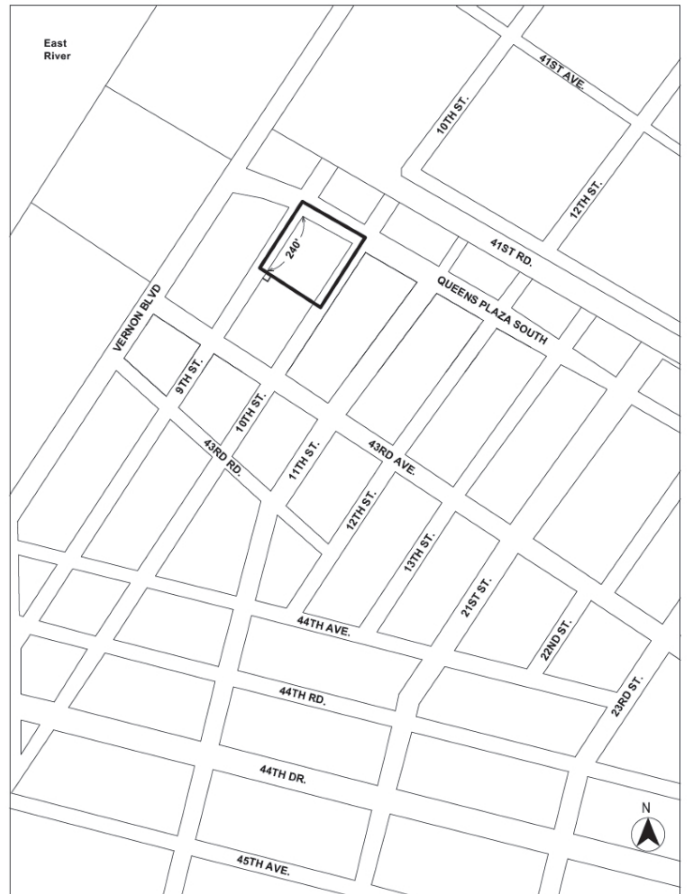 East
River
41ST AVE.
10TH ST.
12TH ST.
41ST RD.
240'
QUEENS PLAZA SOUTH
VERNON BLVD
9TH ST.
10TH ST.
43RD RD.
11TH ST.
43RD AVE.
12TH ST.
13TH ST.
21ST ST.
22ND ST.
44TH AVE.
23RD ST.
44TH RD.
44TH DR.
N
45TH AVE.